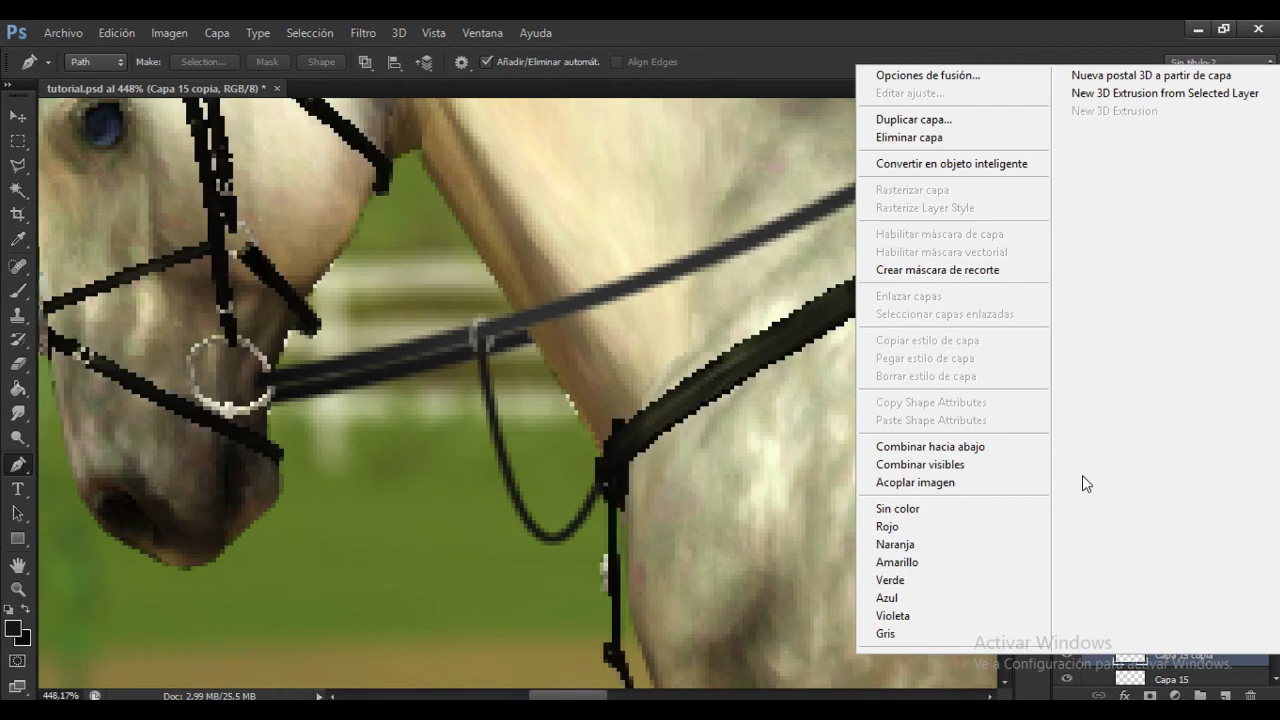 Ps Archivo Edición Imagen Capa Type Selección Filtro 3D Vista Ventana Ayuda
Path Make: Selection... Mask Shape Añadir/Eliminar automát. Align Edges Sin título-2
tutorial.psd al 448% (Capa 15 copia, RGB/8) *
Opciones de fusión...
Editar ajuste...
Duplicar capa...
Eliminar capa
Convertir en objeto inteligente
Rasterizar capa
Rasterize Layer Style
Habilitar máscara de capa
Habilitar máscara vectorial
Crear máscara de recorte
Enlazar capas
Seleccionar capas enlazadas
Copiar estilo de capa
Pegar estilo de capa
Borrar estilo de capa
Copy Shape Attributes
Paste Shape Attributes
Combinar hacia abajo
Combinar visibles
Acoplar imagen
Sin color
Rojo
Naranja
Amarillo
Verde
Azul
Violeta
Gris
Nueva postal 3D a partir de capa
New 3D Extrusion from Selected Layer
New 3D Extrusion
Activar Windows
Ve a Configuración para activar Windows.
Capa 15 copia
Capa 15
448,17% Doc: 2,99 MB/25,5 MB